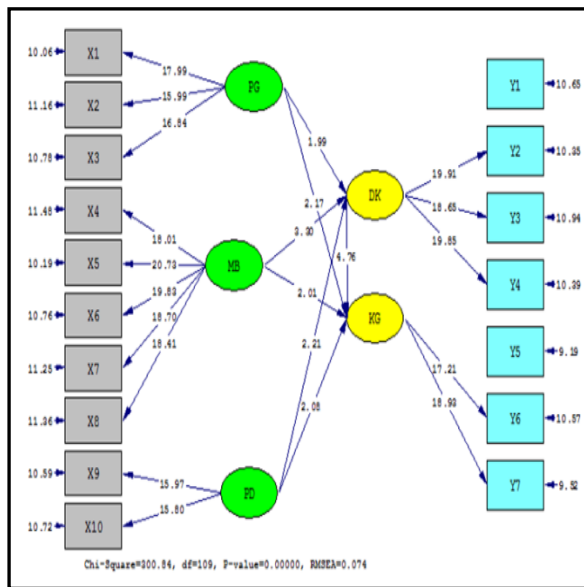 10.06 X1
11.16 X2
10.78 X3
11.48 X4
10.19 X5
10.76 X6
11.25 X7
11.36 X8
10.59 X9
10.72 X10
17.99
15.99
16.84
18.01
20.73
19.83
18.70
18.41
15.97
15.80
PG
MB
PD
1.99
2.17
3.30
2.01
2.21
2.08
4.76
DK
KG
19.91
18.65
19.85
17.21
18.93
Y1 10.65
Y2 10.35
Y3 10.94
Y4 10.39
Y5 9.19
Y6 10.57
Y7 9.52
Chi-Square=300.84, df=109, P-value=0.00000, RMSEA=0.074